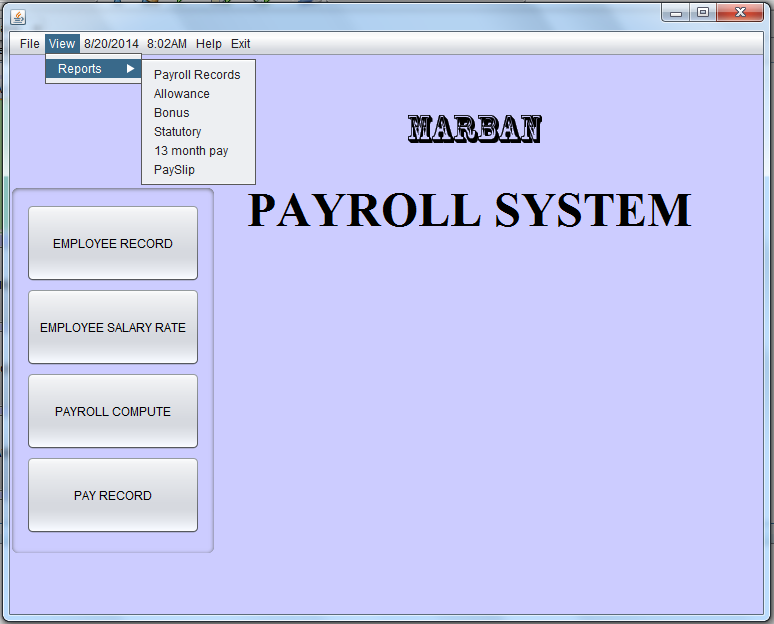 File View 8/20/2014 8:02AM Help Exit
Reports
Payroll Records
Allowance
Bonus
Statutory
13 month pay
PaySlip
MARBAN
PAYROLL SYSTEM
EMPLOYEE RECORD
EMPLOYEE SALARY RATE
PAYROLL COMPUTE
PAY RECORD